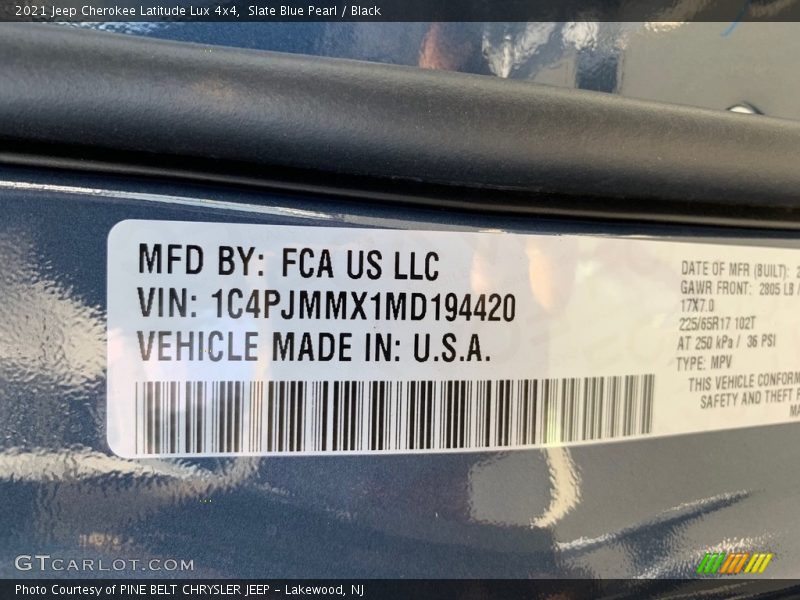 2021 Jeep Cherokee Latitude Lux 4x4, Slate Blue Pearl / Black
MFD BY: FCA US LLC
VIN: 1C4PJMMX1MD194420
VEHICLE MADE IN: U.S.A.
DATE OF MFR (BUILT): 2
GAWR FRONT: 2805 LB /
17X7.0
225/65R17 102T
AT 250 kPa / 36 PSI
TYPE: MPV
THIS VEHICLE CONFORM
SAFETY AND THEFT P
GTCARLOT.COM
Photo Courtesy of PINE BELT CHRYSLER JEEP - Lakewood, NJ